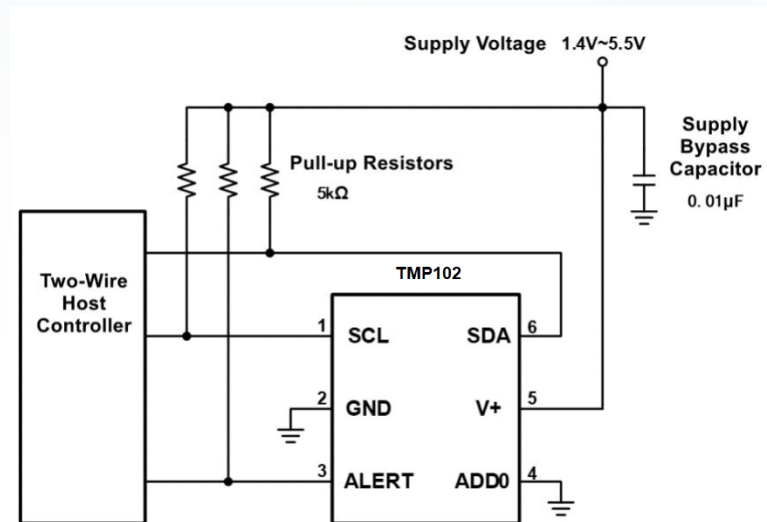 Supply Voltage 1.4V~5.5V
Supply
Bypass
Capacitor
0.01µF
Pull-up Resistors
5kΩ
Two-Wire
Host
Controller
TMP102
1 SCL SDA 6
2 GND V+ 5
3 ALERT ADD0 4